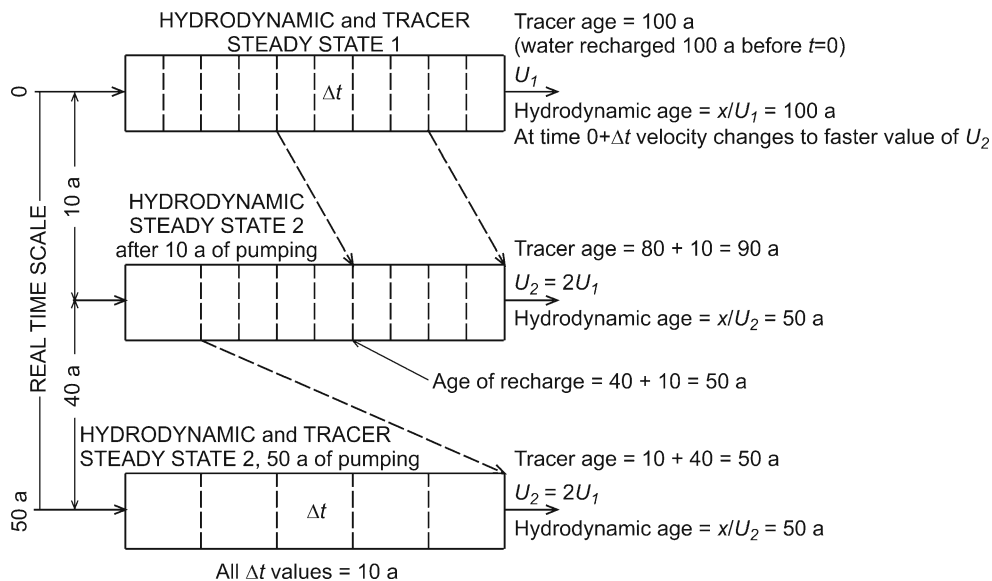 HYDRODYNAMIC and TRACER
STEADY STATE 1
Tracer age = 100 a
(water recharged 100 a before t=0)
0
Δt
U₁
Hydrodynamic age = x/U₁ = 100 a
At time 0+Δt velocity changes to faster value of U₂
REAL TIME SCALE
10 a
HYDRODYNAMIC
STEADY STATE 2
after 10 a of pumping
Tracer age = 80 + 10 = 90 a
U₂ = 2U₁
Hydrodynamic age = x/U₂ = 50 a
Age of recharge = 40 + 10 = 50 a
40 a
HYDRODYNAMIC and TRACER
STEADY STATE 2, 50 a of pumping
Tracer age = 10 + 40 = 50 a
50 a
Δt
U₂ = 2U₁
Hydrodynamic age = x/U₂ = 50 a
All Δt values = 10 a